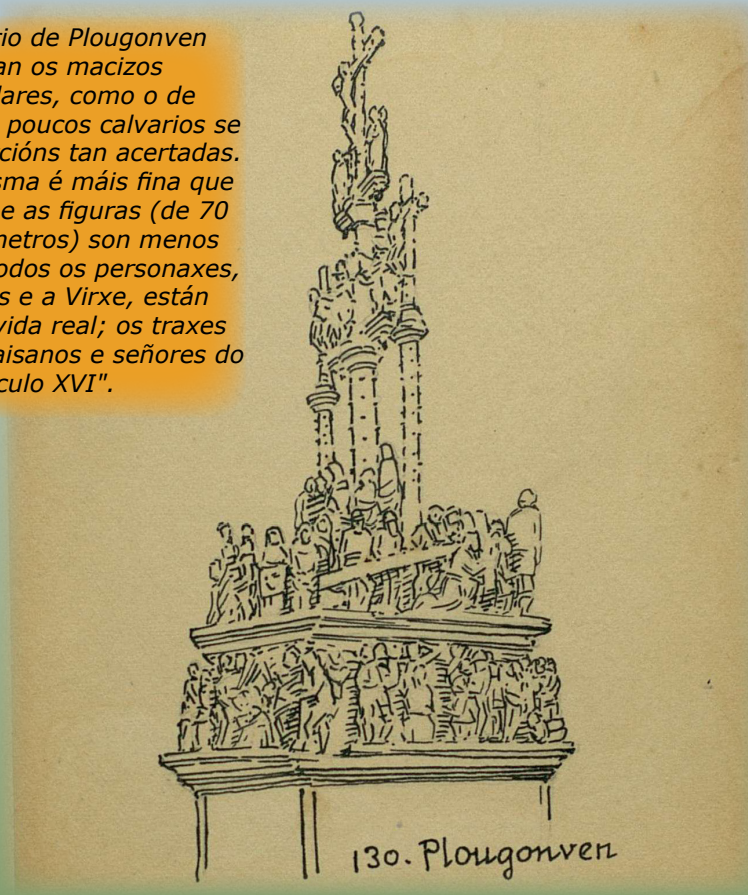 rio de Plougonven
an os macizos
lares, como o de
poucos calvarios se
cións tan acertadas.
sma é máis fina que
e as figuras (de 70
metros) son menos
odos os personaxes,
s e a Virxe, están
vida real; os traxes
aisanos e señores do
culo XVI".
130. Plougonven